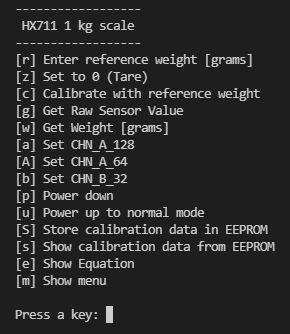 ------------------
HX711 1 kg scale
------------------
[r] Enter reference weight [grams]
[z] Set to 0 (Tare)
[c] Calibrate with reference weight
[g] Get Raw Sensor Value
[w] Get Weight [grams]
[a] Set CHN_A_128
[A] Set CHN_A_64
[b] Set CHN_B_32
[p] Power down
[u] Power up to normal mode
[S] Store calibration data in EEPROM
[s] Show calibration data from EEPROM
[e] Show Equation
[m] Show menu
Press a key: